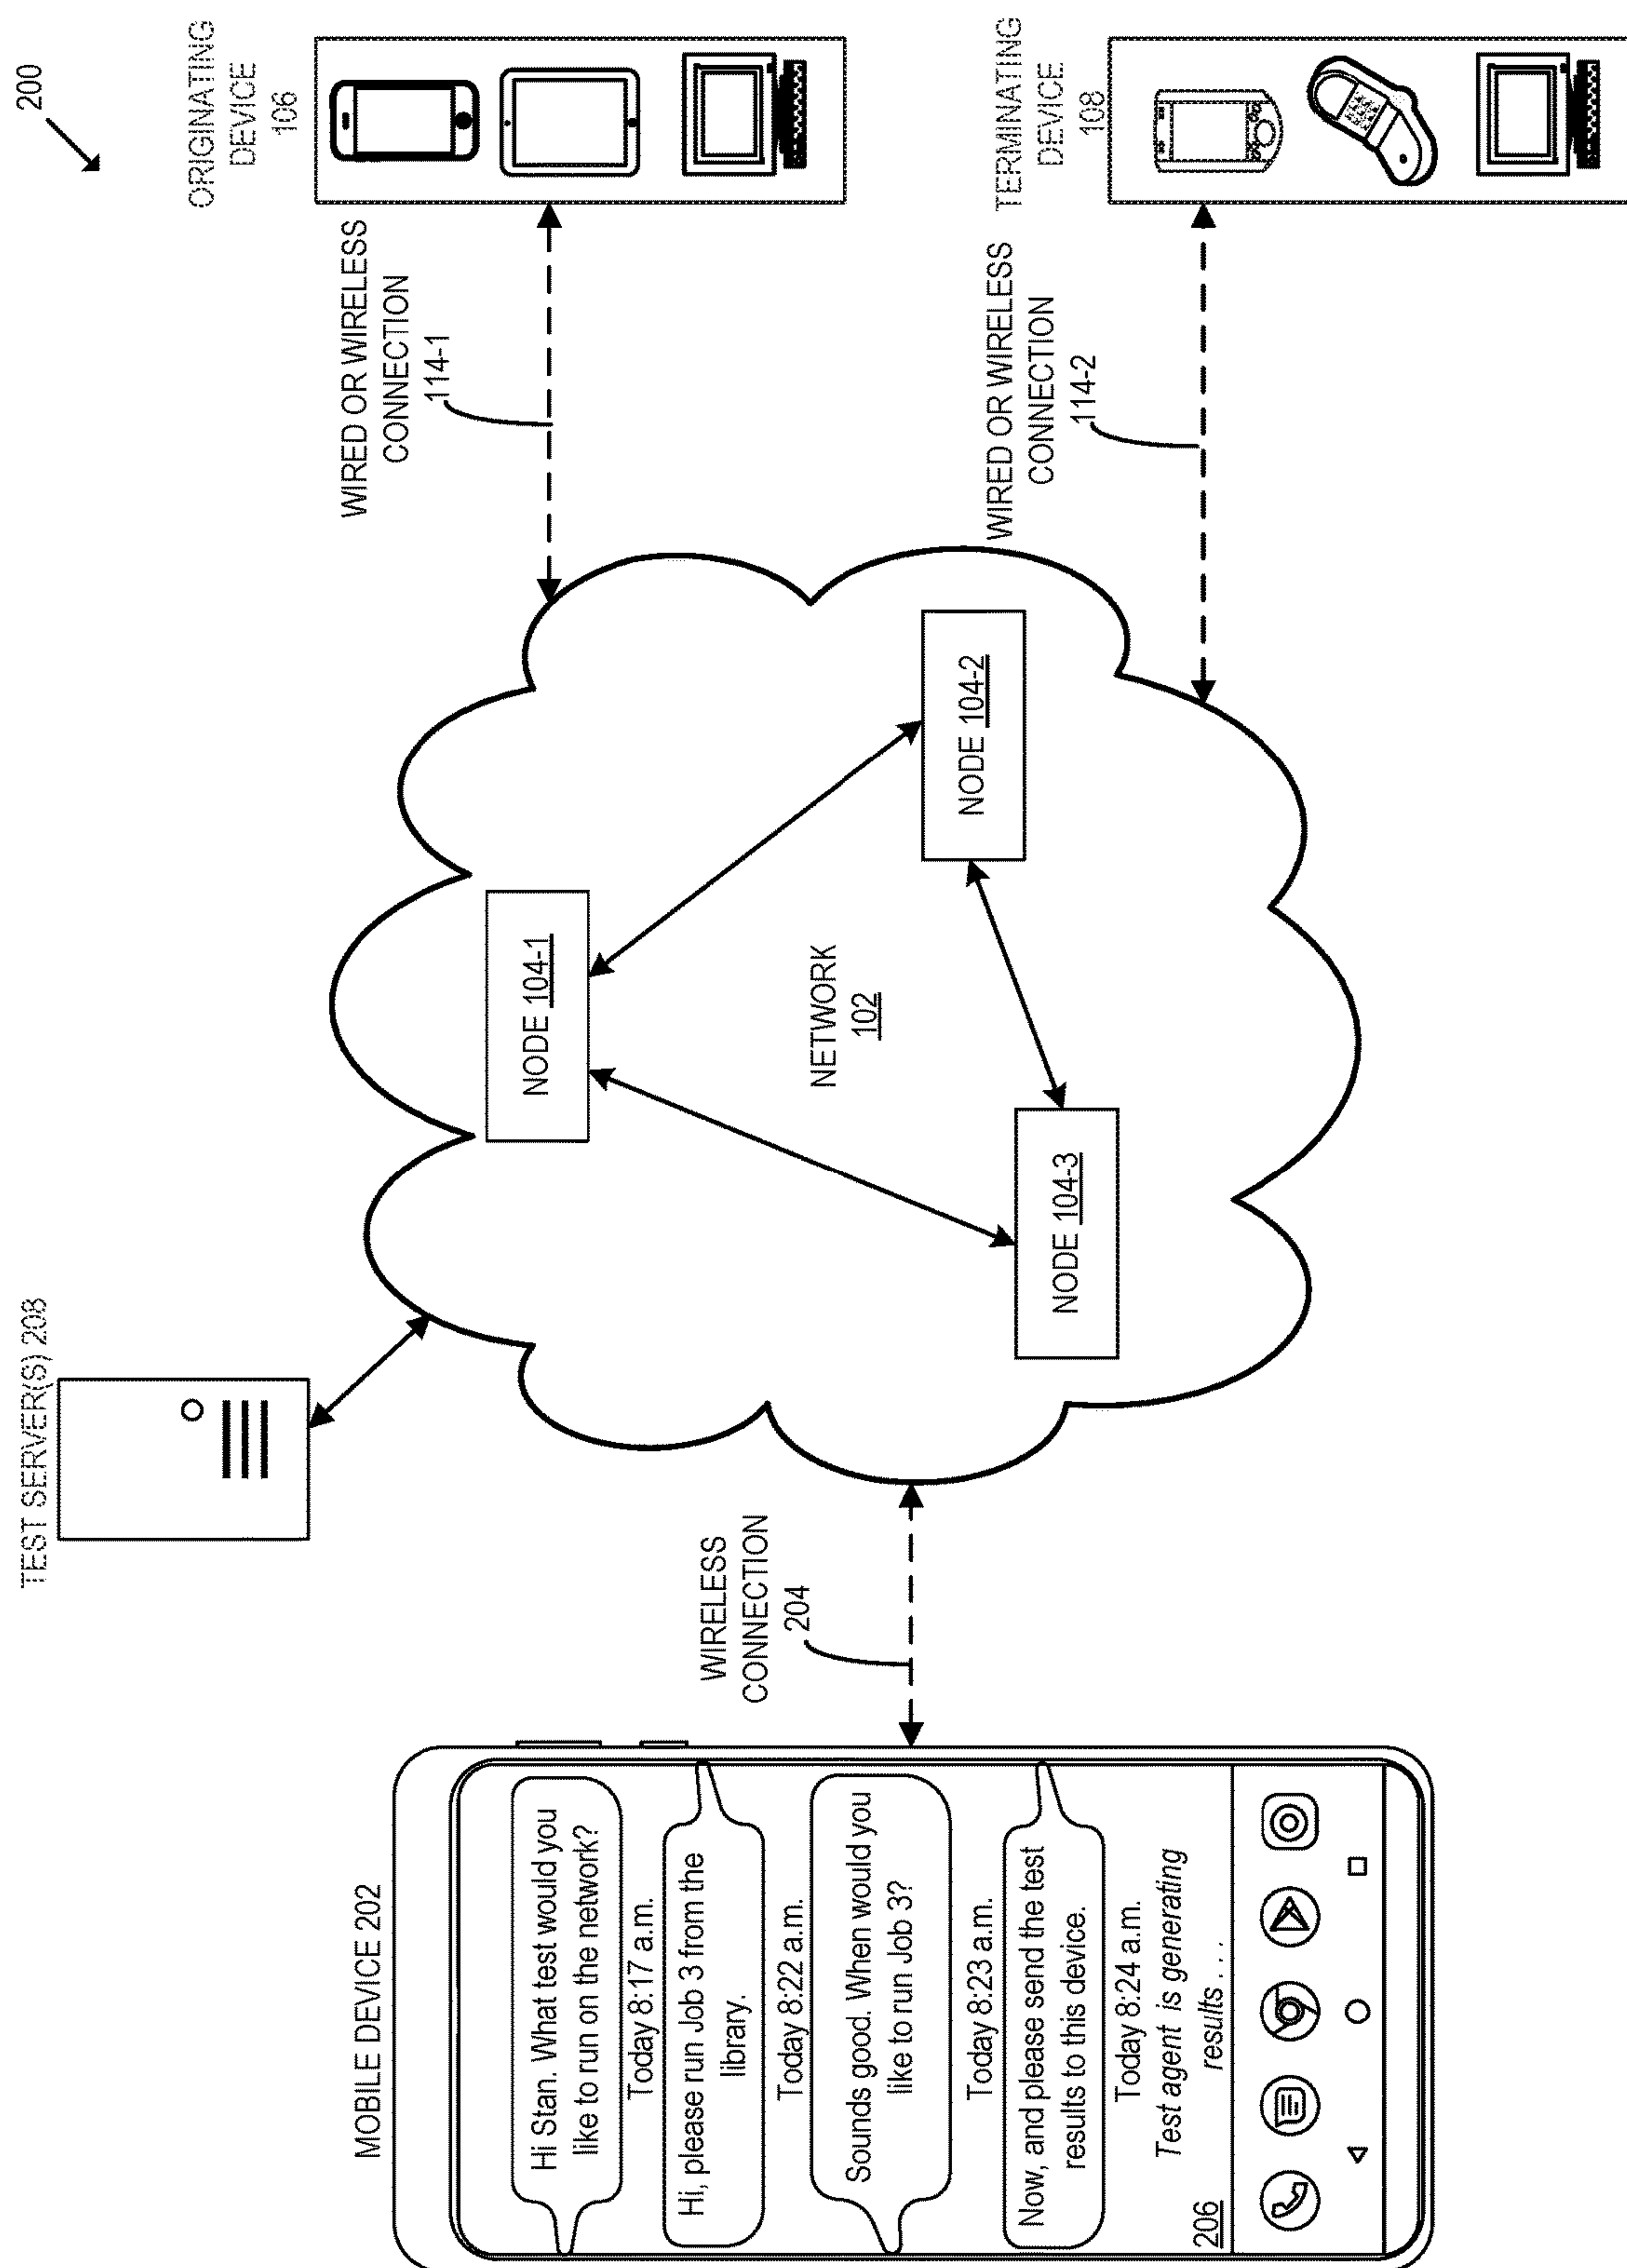 200
TEST SERVER(S) 208
ORIGINATING
DEVICE
106
WIRED OR WIRELESS
CONNECTION
114-1
MOBILE DEVICE 202
Hi Stan. What test would you
like to run on the network?
Today 8:17 a.m.
Hi, please run Job 3 from the
library.
Today 8:22 a.m.
Sounds good. When would you
like to run Job 3?
Today 8:23 a.m.
Now, and please send the test
results to this device.
Today 8:24 a.m.
Test agent is generating
results . . .
206
WIRELESS
CONNECTION
204
NODE 104-1
NETWORK
102
NODE 104-2
NODE 104-3
WIRED OR WIRELESS
CONNECTION
114-2
TERMINATING
DEVICE
108